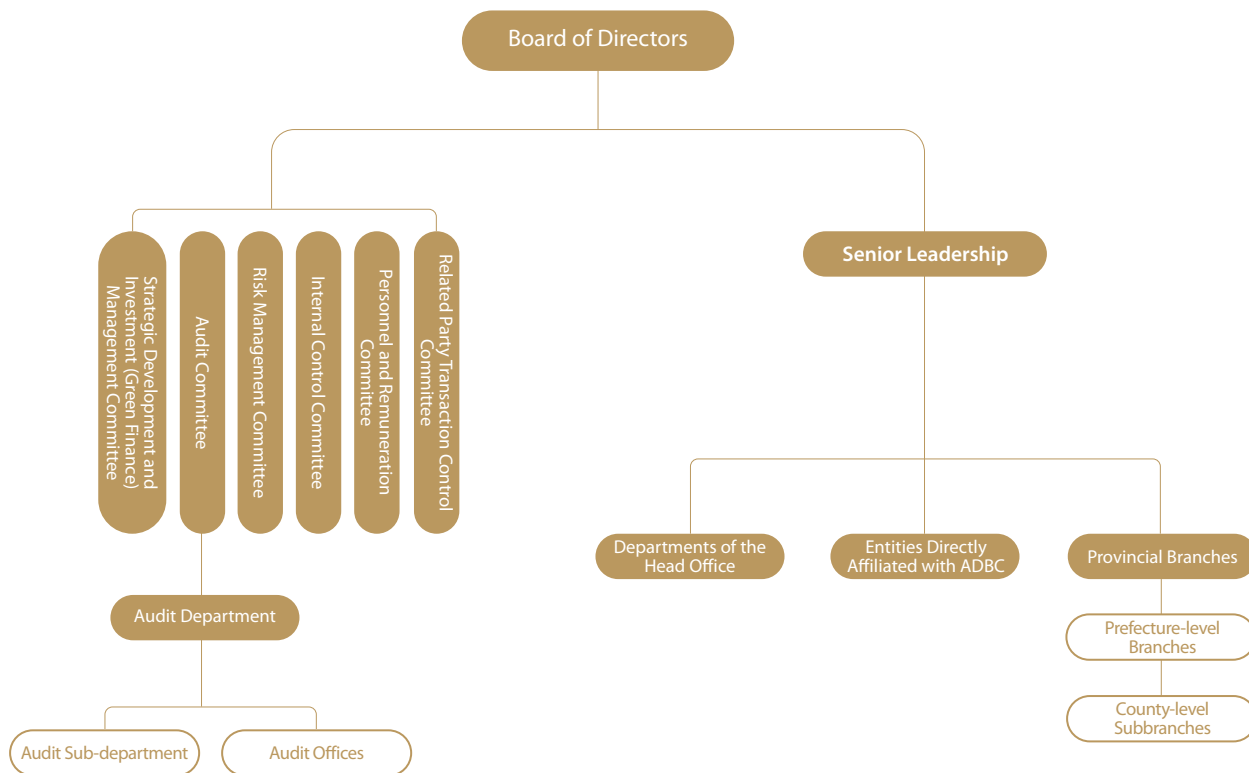 Board of Directors
Strategic Development and
Investment (Green Finance)
Management Committee
Audit Committee
Risk Management Committee
Internal Control Committee
Personnel and Remuneration
Committee
Related Party Transaction Control
Committee
Senior Leadership
Departments of the
Head Office
Entities Directly
Affiliated with ADBC
Provincial Branches
Audit Department
Prefecture-level
Branches
County-level
Subbranches
Audit Sub-department
Audit Offices